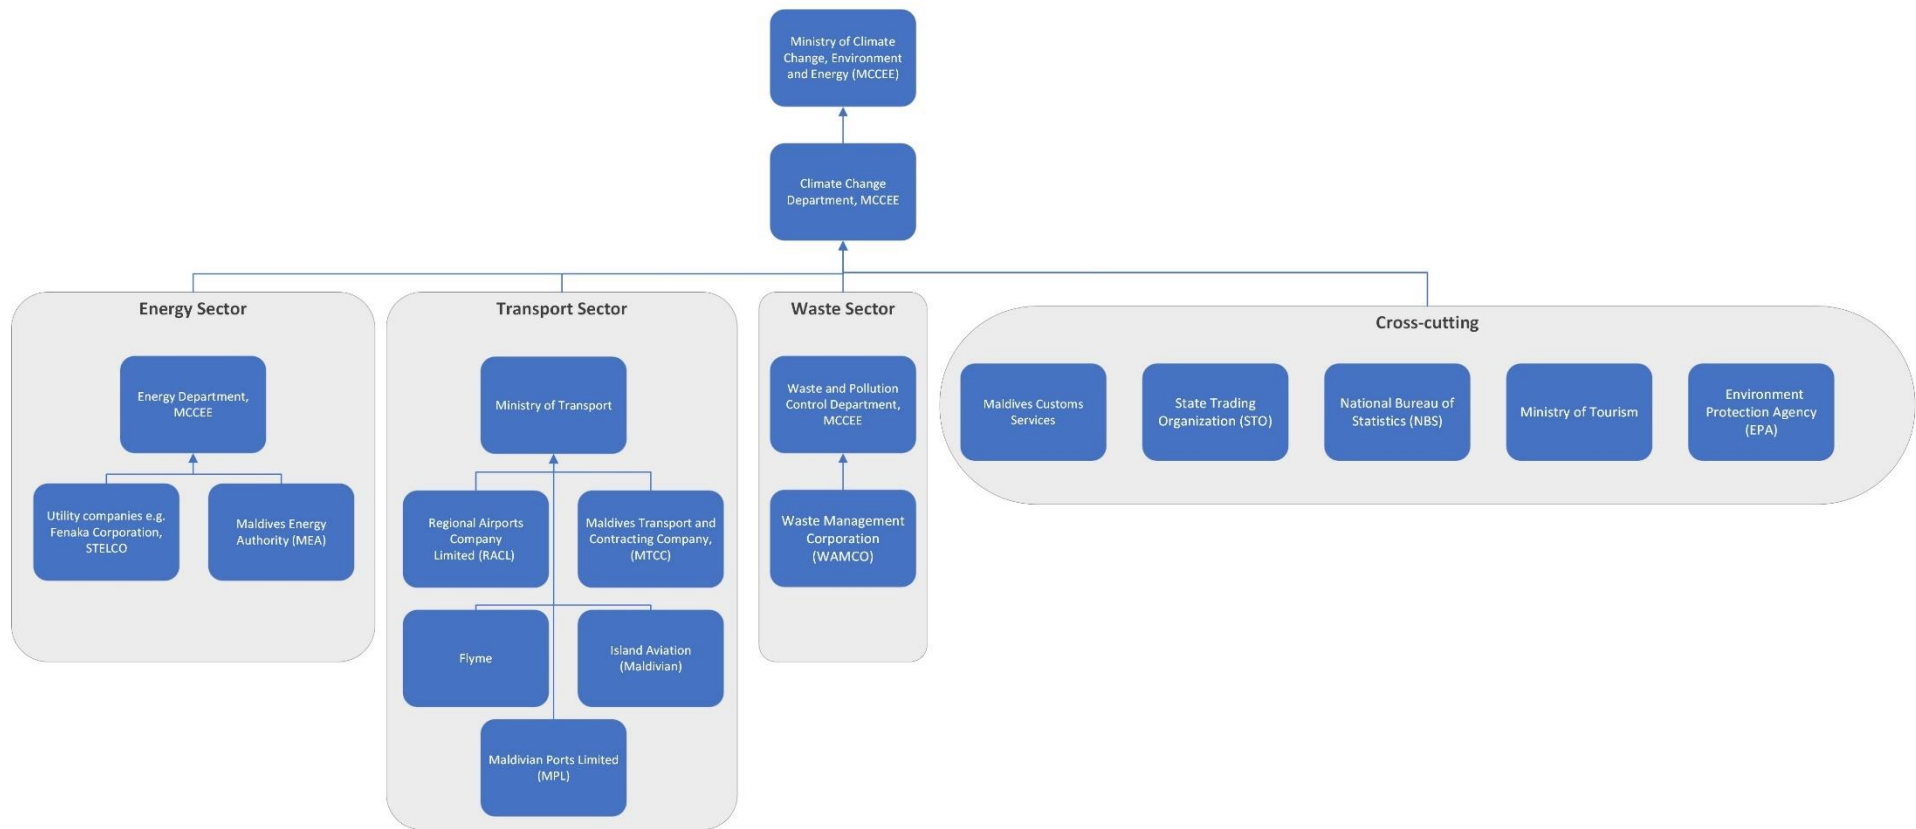 Ministry of Climate
Change, Environment
and Energy (MCCEE)
Climate Change
Department, MCCEE
Energy Sector
Energy Department,
MCCEE
Utility companies e.g.
Fenaka Corporation,
STELCO
Maldives Energy
Authority (MEA)
Transport Sector
Ministry of Transport
Regional Airports
Company
Limited (RACL)
Maldives Transport and
Contracting Company,
(MTCC)
Flyme
Island Aviation
(Maldivian)
Maldivian Ports Limited
(MPL)
Waste Sector
Waste and Pollution
Control Department,
MCCEE
Waste Management
Corporation
(WAMCO)
Cross-cutting
Maldives Customs
Services
State Trading
Organization (STO)
National Bureau of
Statistics (NBS)
Ministry of Tourism
Environment
Protection Agency
(EPA)